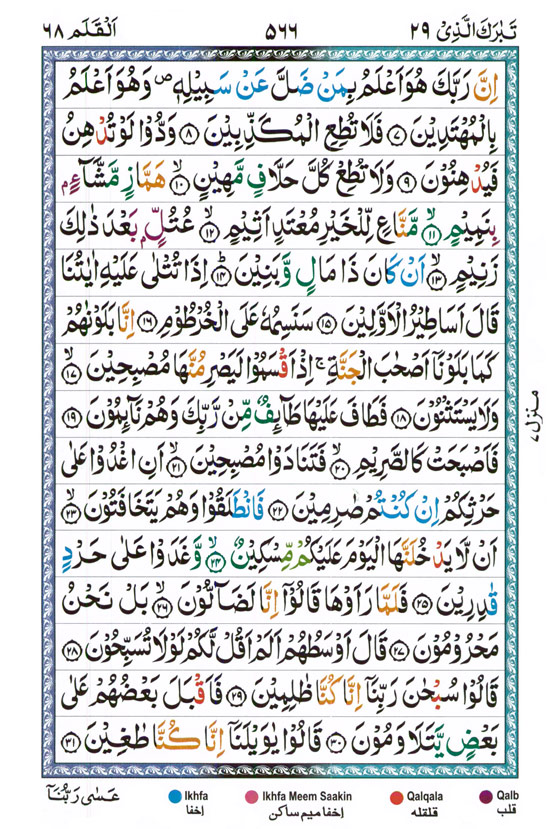 تَبٰرَكَ الَّذِیْ ٢٩
٥٦٦
اَلْقَلَم ٦٨
اِنَّ رَبَّكَ هُوَ اَعْلَمُ بِمَنْ ضَلَّ عَنْ سَبِیْلِهٖ ۪ وَهُوَ اَعْلَمُ
بِالْمُهْتَدِیْنَ ﴿٧﴾ فَلَا تُطِعِ الْمُكَذِّبِیْنَ ﴿٨﴾ وَدُّوْا لَوْ تُدْهِنُ
فَیُدْهِنُوْنَ ﴿٩﴾ وَلَا تُطِعْ كُلَّ حَلَّافٍ مَّهِیْنٍ ﴿١٠﴾ هَمَّازٍ مَّشَّآءٍۭ
بِنَمِیْمٍ ﴿١١﴾ مَّنَّاعٍ لِّلْخَیْرِ مُعْتَدٍ اَثِیْمٍ ﴿١٢﴾ عُتُلٍّۭ بَعْدَ ذٰلِكَ
زَنِیْمٍ ﴿١٣﴾ اَنْ كَانَ ذَا مَالٍ وَّبَنِیْنَ ﴿١٤﴾ اِذَا تُتْلٰی عَلَیْهِ اٰیٰتُنَا
قَالَ اَسَاطِیْرُ الْاَوَّلِیْنَ ﴿١٥﴾ سَنَسِمُهٗ عَلَی الْخُرْطُوْمِ ﴿١٦﴾ اِنَّا بَلَوْنٰهُمْ
كَمَا بَلَوْنَآ اَصْحٰبَ الْجَنَّةِ ۚ اِذْ اَقْسَمُوْا لَیَصْرِمُنَّهَا مُصْبِحِیْنَ ﴿١٧﴾
وَلَا یَسْتَثْنُوْنَ ﴿١٨﴾ فَطَافَ عَلَیْهَا طَآئِفٌ مِّنْ رَّبِّكَ وَهُمْ نَآئِمُوْنَ ﴿١٩﴾
فَاَصْبَحَتْ كَالصَّرِیْمِ ﴿٢٠﴾ فَتَنَادَوْا مُصْبِحِیْنَ ﴿٢١﴾ اَنِ اغْدُوْا عَلٰی
حَرْثِكُمْ اِنْ كُنْتُمْ صٰرِمِیْنَ ﴿٢٢﴾ فَانْطَلَقُوْا وَهُمْ یَتَخَافَتُوْنَ ﴿٢٣﴾
اَنْ لَّا یَدْخُلَنَّهَا الْیَوْمَ عَلَیْكُمْ مِّسْكِیْنٌ ﴿٢٤﴾ وَّغَدَوْا عَلٰی حَرْدٍ
قٰدِرِیْنَ ﴿٢٥﴾ فَلَمَّا رَاَوْهَا قَالُوْٓا اِنَّا لَضَآلُّوْنَ ﴿٢٦﴾ بَلْ نَحْنُ
مَحْرُوْمُوْنَ ﴿٢٧﴾ قَالَ اَوْسَطُهُمْ اَلَمْ اَقُلْ لَّكُمْ لَوْلَا تُسَبِّحُوْنَ ﴿٢٨﴾
قَالُوْا سُبْحٰنَ رَبِّنَآ اِنَّا كُنَّا ظٰلِمِیْنَ ﴿٢٩﴾ فَاَقْبَلَ بَعْضُهُمْ عَلٰی
بَعْضٍ یَّتَلَاوَمُوْنَ ﴿٣٠﴾ قَالُوْا یٰوَیْلَنَآ اِنَّا كُنَّا طٰغِیْنَ ﴿٣١﴾
منزل ٧
عَسٰی رَبُّنَآ
Ikhfa
اخفا
Ikhfa Meem Saakin
اخفا میم ساکن
Qalqala
قلقلہ
Qalb
قلب